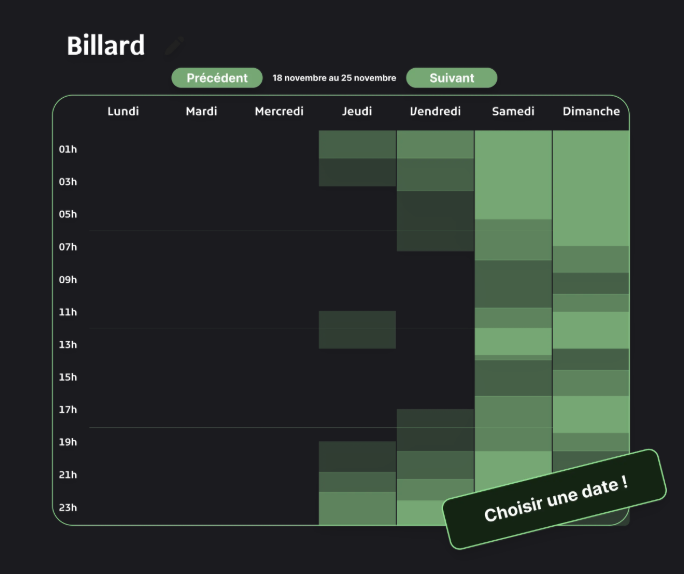 Billard
Précédent 18 novembre au 25 novembre Suivant
Lundi Mardi Mercredi Jeudi Vendredi Samedi Dimanche
01h
03h
05h
07h
09h
11h
13h
15h
17h
19h
21h
23h
Choisir une date !